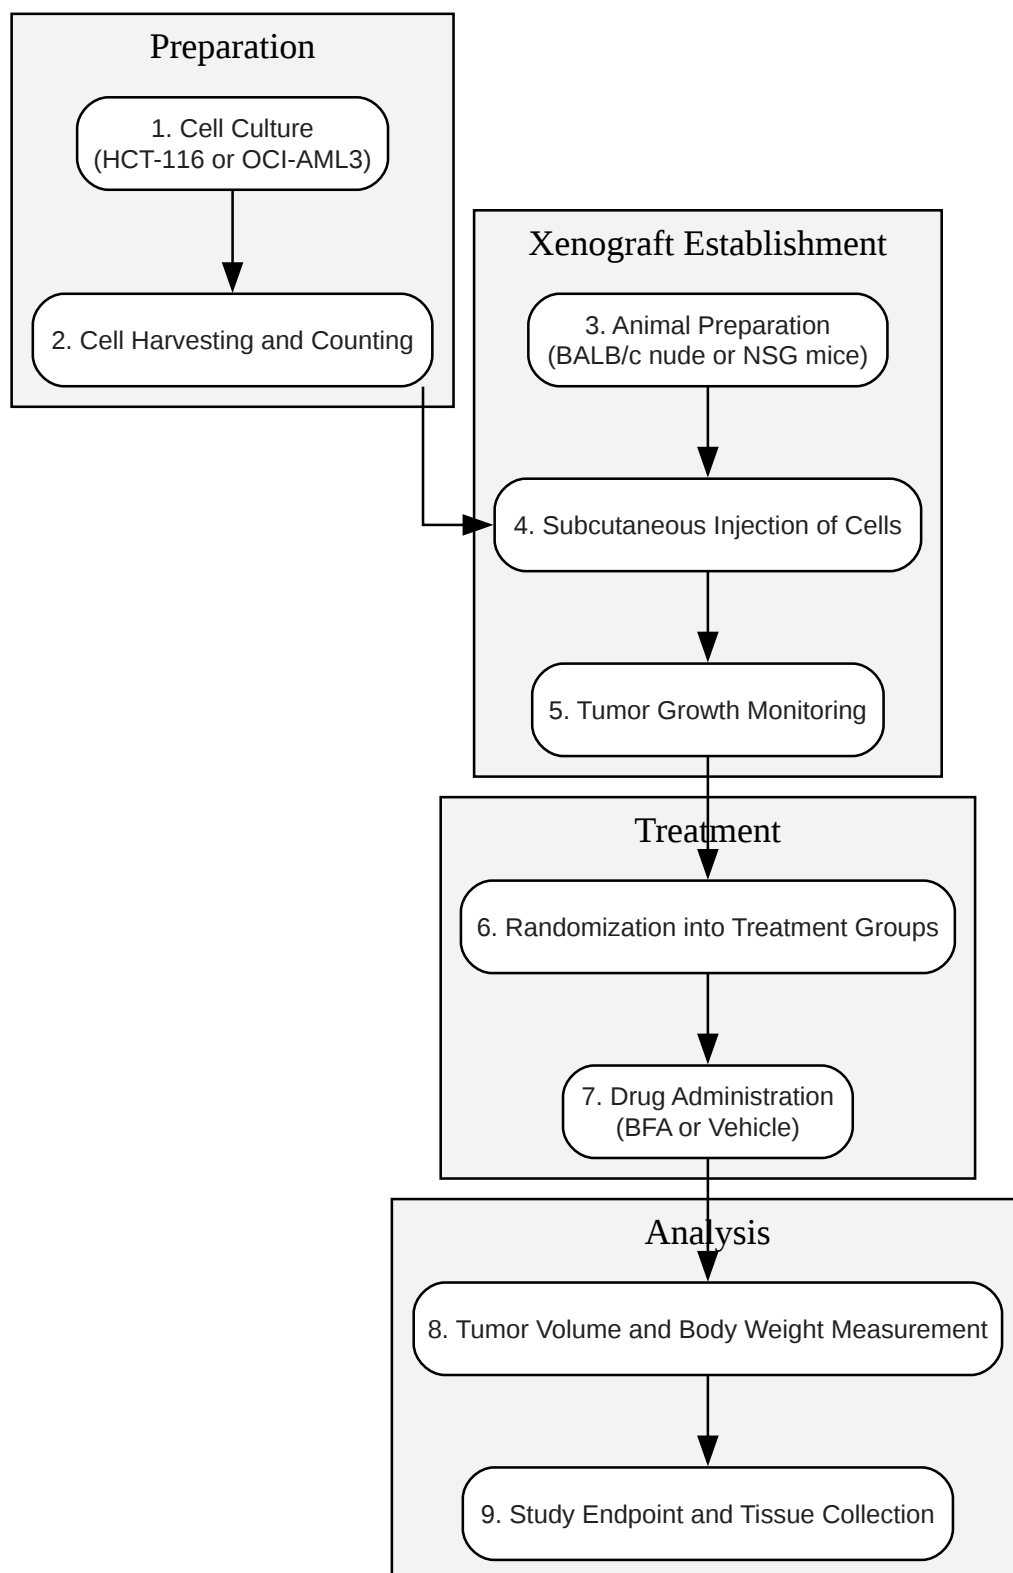 Preparation
1. Cell Culture
(HCT-116 or OCI-AML3)
2. Cell Harvesting and Counting
Xenograft Establishment
3. Animal Preparation
(BALB/c nude or NSG mice)
4. Subcutaneous Injection of Cells
5. Tumor Growth Monitoring
Treatment
6. Randomization into Treatment Groups
7. Drug Administration
(BFA or Vehicle)
Analysis
8. Tumor Volume and Body Weight Measurement
9. Study Endpoint and Tissue Collection